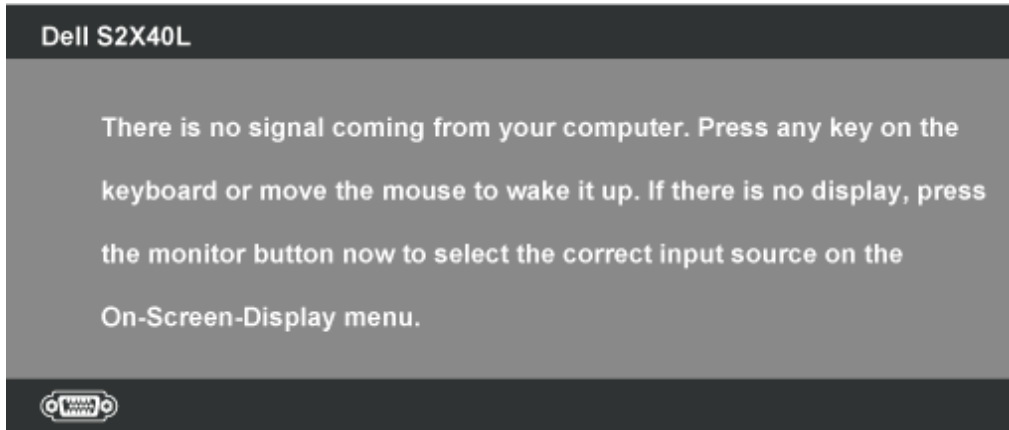 Dell S2X40L
There is no signal coming from your computer. Press any key on the
keyboard or move the mouse to wake it up. If there is no display, press
the monitor button now to select the correct input source on the
On-Screen-Display menu.